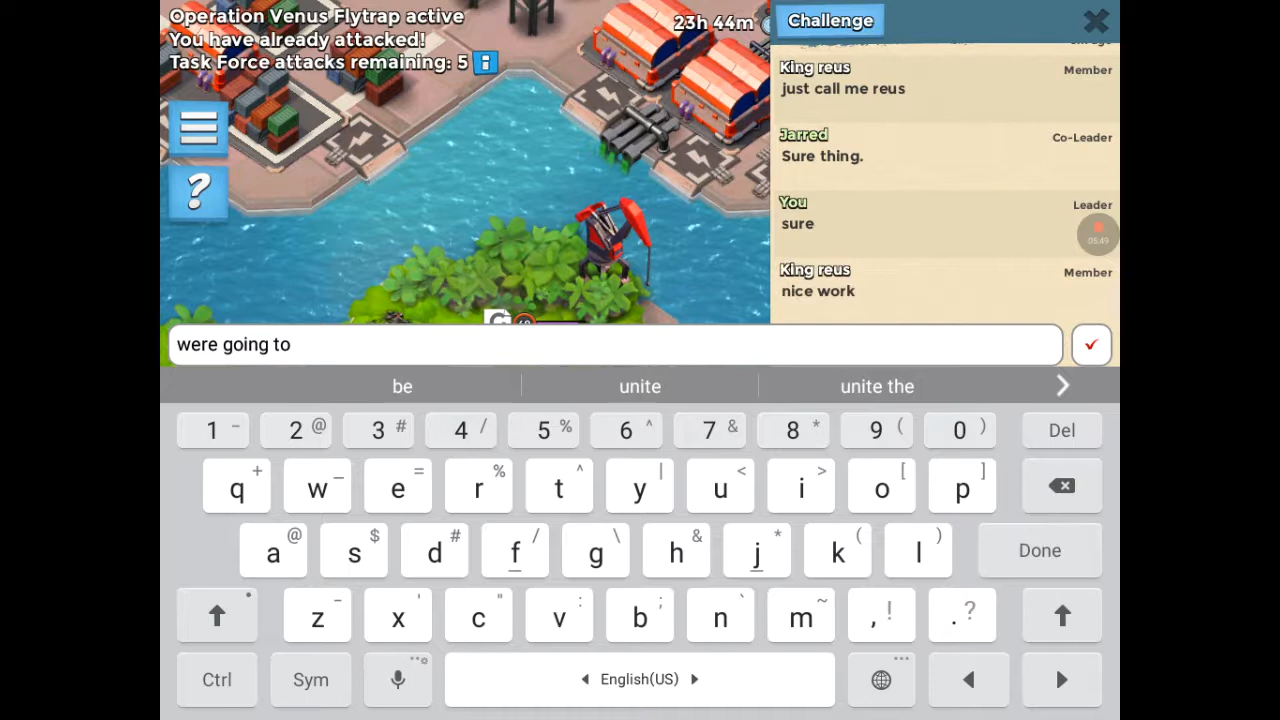 Operation Venus Flytrap active
You have already attacked!
Task Force attacks remaining: 5
23h 44m
Challenge
King reus Member
just call me reus
Jarred Co-Leader
Sure thing.
You Leader
sure
05:49
King reus Member
nice work
were going to
be unite unite the
1 - 2 @ 3 # 4 / 5 % 6 ^ 7 & 8 * 9 ( 0 ) Del
q + w _ e = r % t ^ y | u < i > o [ p ]
a @ s $ d # f / g \ h & j * k ( l ) Done
z - x ' c " v : b ; n ` m ~ , ! . ?
Ctrl Sym English(US)